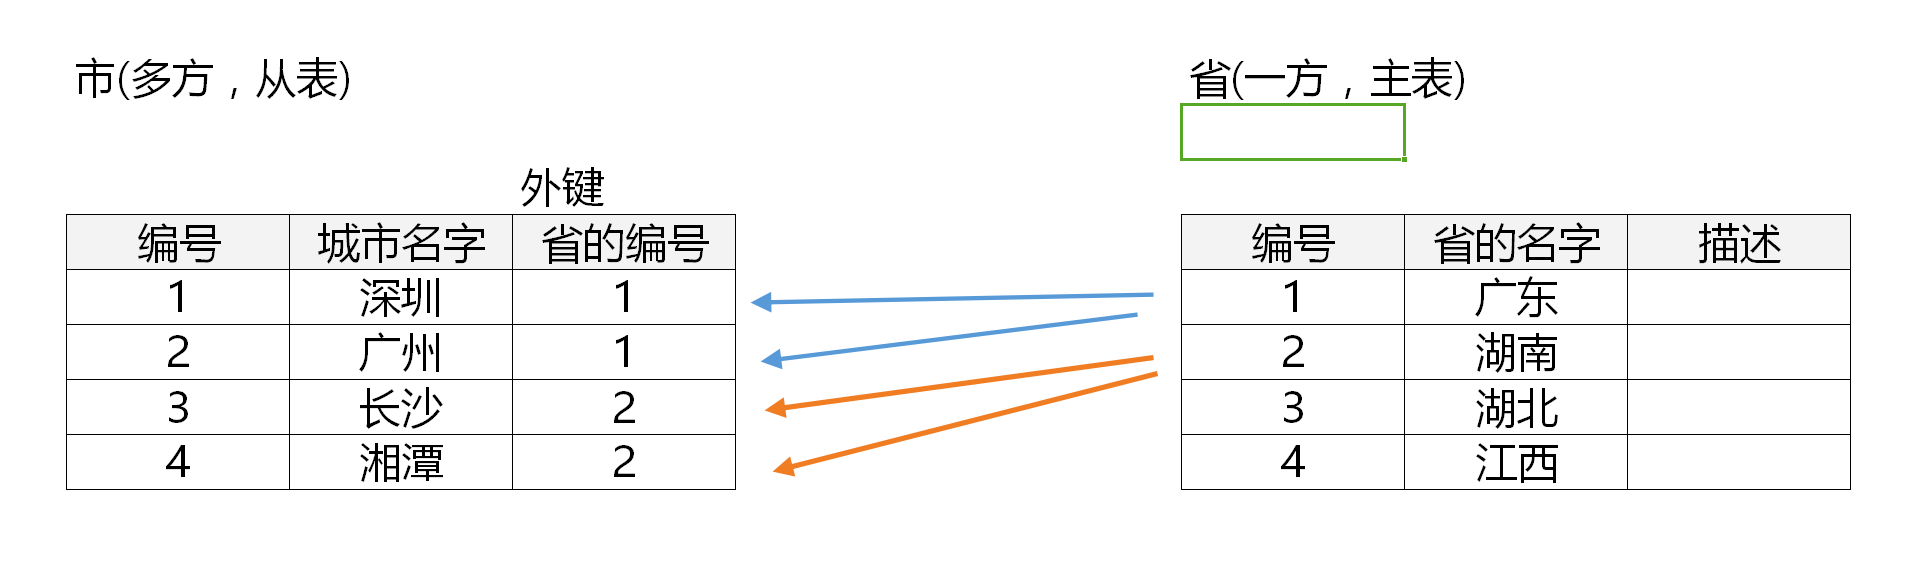 市(多方，从表)
省(一方，主表)
外键
编号 城市名字 省的编号
1 深圳 1
2 广州 1
3 长沙 2
4 湘潭 2
编号 省的名字 描述
1 广东
2 湖南
3 湖北
4 江西